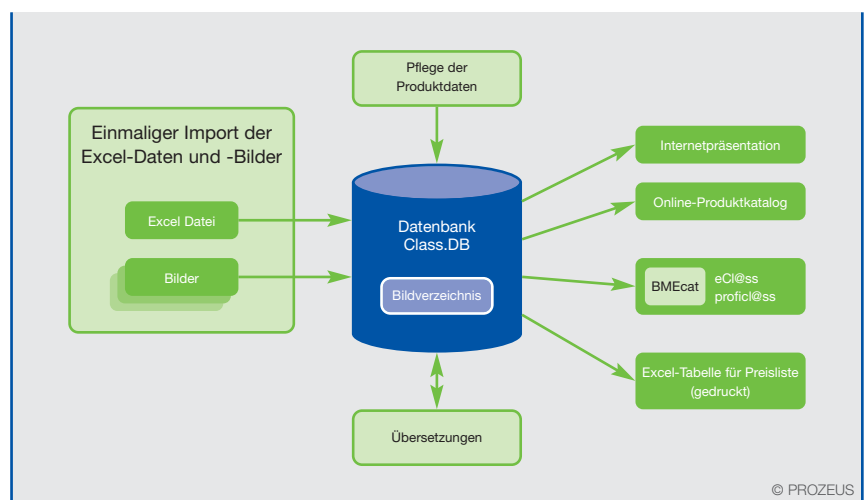 Pflege der
Produktdaten
Einmaliger Import der
Excel-Daten und -Bilder
Excel Datei
Bilder
Datenbank
Class.DB
Bildverzeichnis
Übersetzungen
Internetpräsentation
Online-Produktkatalog
BMEcat
eCl@ss
proficl@ss
Excel-Tabelle für Preisliste
(gedruckt)
© PROZEUS